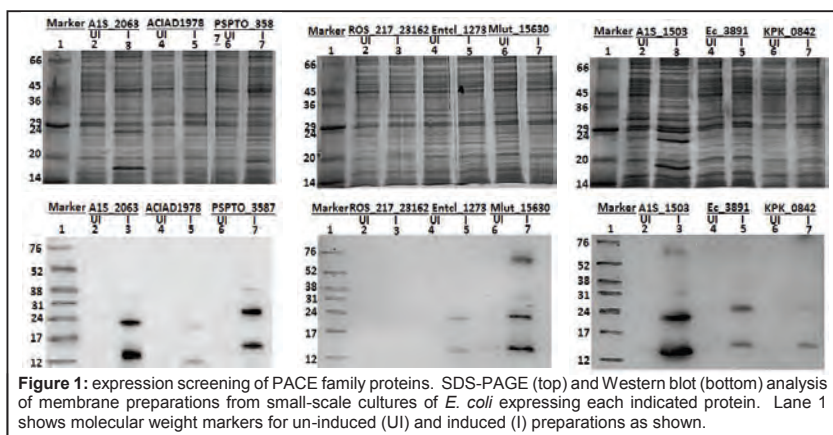 Marker A1S_2063 ACIAD1978 PSPTO_358
7
UI I UI I UI I
1 2 3 4 5 6 7
66
45
36
29
24
20
14
Marker ROS_217_23162 Entcl_1273 Mlut_15630
UI I UI I UI I
1 2 3 4 5 6 7
66
45
36
29
24
20
14
Marker A1S_1503 Ec_3891 KPK_0842
UI I UI I UI I
1 2 3 4 5 6 7
66
45
36
29
24
20
14
Marker A1S_2063 ACIAD1978 PSPTO_3587
UI I UI I UI I
1 2 3 4 5 6 7
76
52
38
31
24
17
12
Marker ROS_217_23162 Entcl_1273 Mlut_15630
UI I UI I UI I
1 2 3 4 5 6 7
76
52
38
31
24
17
12
Marker A1S_1503 Ec_3891 KPK_0842
UI I UI I UI I
1 2 3 4 5 6 7
76
52
38
31
24
17
12
Figure 1: expression screening of PACE family proteins. SDS-PAGE (top) and Western blot (bottom) analysis
of membrane preparations from small-scale cultures of E. coli expressing each indicated protein. Lane 1
shows molecular weight markers for un-induced (UI) and induced (I) preparations as shown.